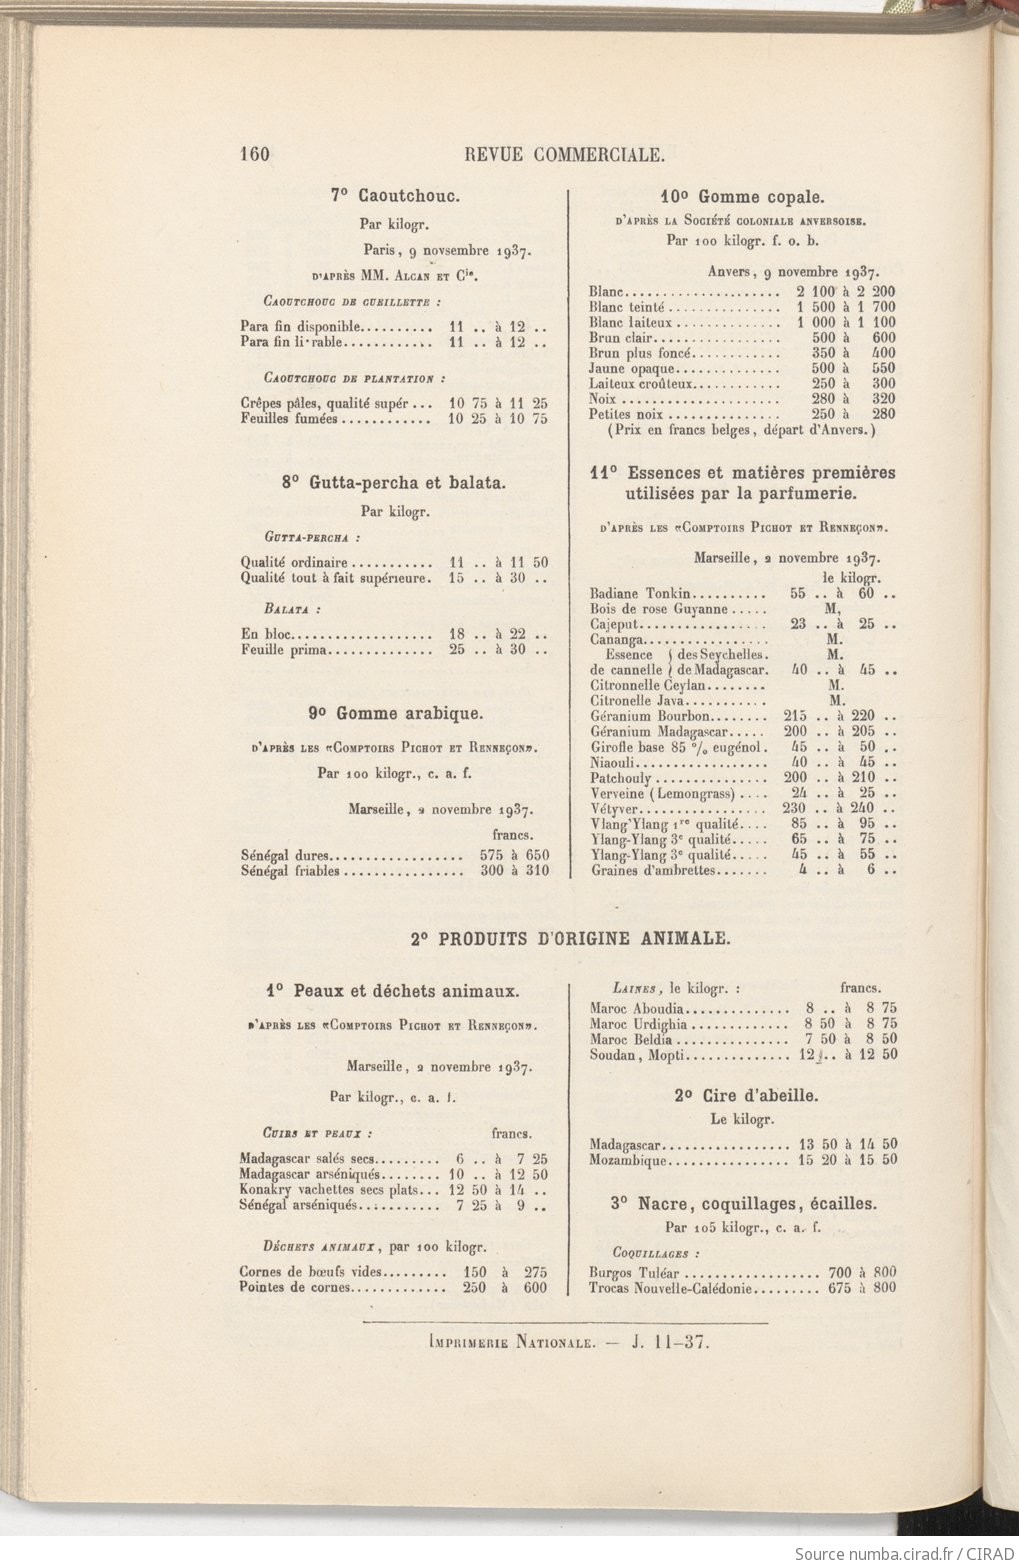 160
REVUE COMMERCIALE.
7° Caoutchouc.
Par kilogr.
Paris, 9 novsembre 1937.
D'APRÈS MM. ALCAN ET Cie.
CAOUTCHOUC DE CUEILLETTE :
Para fin disponible.......... 11 .. à 12 ..
Para fin li·rable............ 11 .. à 12 ..
CAOUTCHOUC DE PLANTATION :
Crêpes pâles, qualité supér ... 10 75 à 11 25
Feuilles fumées ............ 10 25 à 10 75
8° Gutta-percha et balata.
Par kilogr.
GUTTA-PERCHA :
Qualité ordinaire ........... 11 .. à 11 50
Qualité tout à fait supérieure. 15 .. à 30 ..
BALATA :
En bloc................... 18 .. à 22 ..
Feuille prima.............. 25 .. à 30 ..
9° Gomme arabique.
D'APRÈS LES «COMPTOIRS PICHOT ET RENNEÇON».
Par 100 kilogr., c. a. f.
Marseille, 2 novembre 1937.
francs.
Sénégal dures.................. 575 à 650
Sénégal friables ................ 300 à 310
10° Gomme copale.
D'APRÈS LA SOCIÉTÉ COLONIALE ANVERSOISE.
Par 100 kilogr. f. o. b.
Anvers, 9 novembre 1937.
Blanc..................... 2 100 à 2 200
Blanc teinté ............... 1 500 à 1 700
Blanc laiteux .............. 1 000 à 1 100
Brun clair................. 500 à 600
Brun plus foncé............ 350 à 400
Jaune opaque.............. 500 à 550
Laiteux croûteux............ 250 à 300
Noix ..................... 280 à 320
Petites noix ............... 250 à 280
(Prix en francs belges, départ d'Anvers.)
11° Essences et matières premières
utilisées par la parfumerie.
D'APRÈS LES «COMPTOIRS PICHOT ET RENNEÇON».
Marseille, 2 novembre 1937.
le kilogr.
Badiane Tonkin.......... 55 .. à 60 ..
Bois de rose Guyanne ..... M,
Cajeput................. 23 .. à 25 ..
Cananga................. M.
Essence { des Seychelles. M.
de cannelle { de Madagascar. 40 .. à 45 ..
Citronnelle Ceylan........ M.
Citronelle Java........... M.
Géranium Bourbon........ 215 .. à 220 ..
Géranium Madagascar..... 200 .. à 205 ..
Girofle base 85 % eugénol. 45 .. à 50 ..
Niaouli.................. 40 .. à 45 ..
Patchouly ............... 200 .. à 210 ..
Verveine (Lemongrass) .... 24 .. à 25 ..
Vétyver................. 230 .. à 240 ..
Ylang'Ylang 1re qualité.... 85 .. à 95 ..
Ylang-Ylang 3e qualité..... 65 .. à 75 ..
Ylang-Ylang 3e qualité..... 45 .. à 55 ..
Graines d'ambrettes....... 4 .. à 6 ..
2° PRODUITS D'ORIGINE ANIMALE.
1° Peaux et déchets animaux.
D'APRÈS LES «COMPTOIRS PICHOT ET RENNEÇON».
Marseille, 2 novembre 1937.
Par kilogr., c. a. f.
CUIRS ET PEAUX : francs.
Madagascar salés secs......... 6 .. à 7 25
Madagascar arséniqués........ 10 .. à 12 50
Konakry vachettes secs plats... 12 50 à 14 ..
Sénégal arséniqués........... 7 25 à 9 ..
DÉCHETS ANIMAUX, par 100 kilogr.
Cornes de bœufs vides......... 150 à 275
Pointes de cornes............. 250 à 600
LAINES, le kilogr. : francs.
Maroc Aboudia.............. 8 .. à 8 75
Maroc Urdighia ............. 8 50 à 8 75
Maroc Beldia ............... 7 50 à 8 50
Soudan, Mopti.............. 12 .. à 12 50
2° Cire d'abeille.
Le kilogr.
Madagascar................. 13 50 à 14 50
Mozambique................ 15 20 à 15 50
3° Nacre, coquillages, écailles.
Par 105 kilogr., c. a. f.
COQUILLAGES :
Burgos Tuléar .................. 700 à 800
Trocas Nouvelle-Calédonie......... 675 à 800
IMPRIMERIE NATIONALE. — J. 11-37.
Source numba.cirad.fr / CIRAD